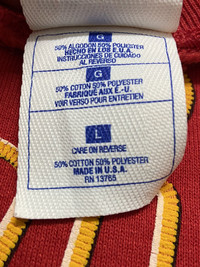 G
50% ALGODON 50% POLYESTER
HECHO EN LOS E.U.A.
INSTRUCCIONES DE CUIDADO
AL REVERSO
G
50% COTON 50% POLYESTER
FABRIQUE AUX É.-U.
VOIR VERSO POUR ENTRETIEN
L
CARE ON REVERSE
50% COTTON 50% POLYESTER
MADE IN U.S.A.
RN 13765